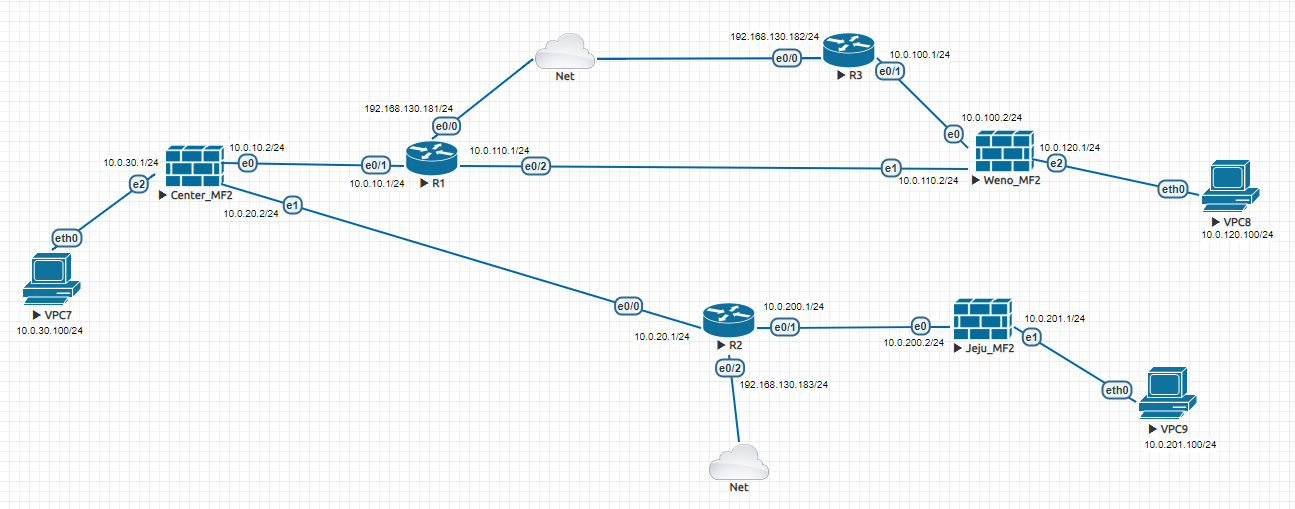 192.168.130.182/24
e0/0
R3
10.0.100.1/24
e0/1
Net
192.168.130.181/24
e0/0
10.0.100.2/24
e0
10.0.10.2/24
10.0.30.1/24
e0
e2
Center_MF2
e0/1
10.0.10.1/24
R1
10.0.110.1/24
e0/2
e1
10.0.110.2/24
Weno_MF2
10.0.120.1/24
e2
eth0
VPC8
10.0.120.100/24
10.0.20.2/24
e1
eth0
VPC7
10.0.30.100/24
e0/0
10.0.20.1/24
R2
10.0.200.1/24
e0/1
e0
10.0.200.2/24
Jeju_MF2
10.0.201.1/24
e1
e0/2
192.168.130.183/24
eth0
VPC9
10.0.201.100/24
Net